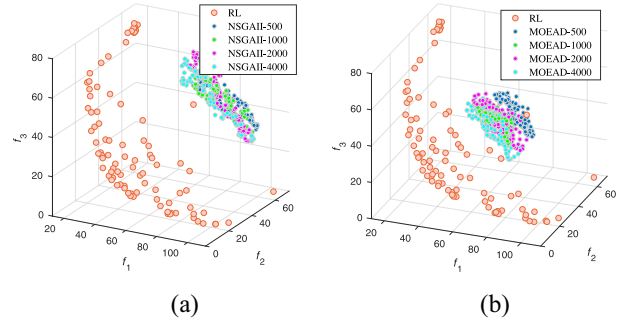 RL
NSGAII-500
NSGAII-1000
NSGAII-2000
NSGAII-4000
80
60
40
20
0
f3
20
40
60
80
100
f1
0
20
40
60
f2
(a)
RL
MOEAD-500
MOEAD-1000
MOEAD-2000
MOEAD-4000
80
60
40
20
0
f3
20
40
60
80
100
f1
0
20
40
60
f2
(b)